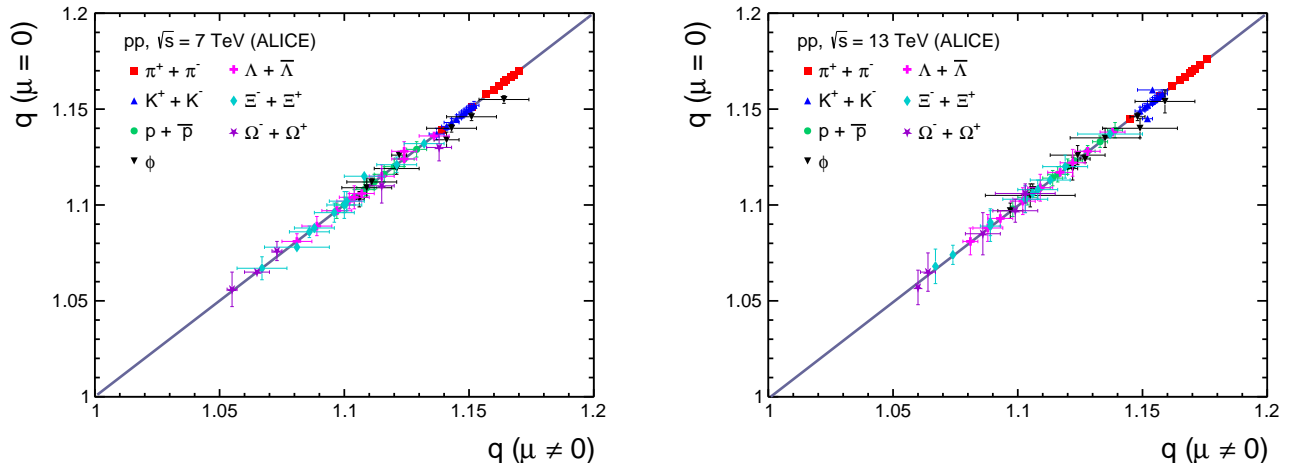 q (μ = 0)
pp, √s = 7 TeV (ALICE)
π⁺ + π⁻
Λ + Λ̅
K⁺ + K⁻
Ξ⁻ + Ξ⁺
p + p̅
Ω⁻ + Ω⁺
ϕ
1.2
1.15
1.1
1.05
1
1 1.05 1.1 1.15 1.2
q (μ ≠ 0)
q (μ = 0)
pp, √s = 13 TeV (ALICE)
π⁺ + π⁻
Λ + Λ̅
K⁺ + K⁻
Ξ⁻ + Ξ⁺
p + p̅
Ω⁻ + Ω⁺
ϕ
1.2
1.15
1.1
1.05
1
1 1.05 1.1 1.15 1.2
q (μ ≠ 0)